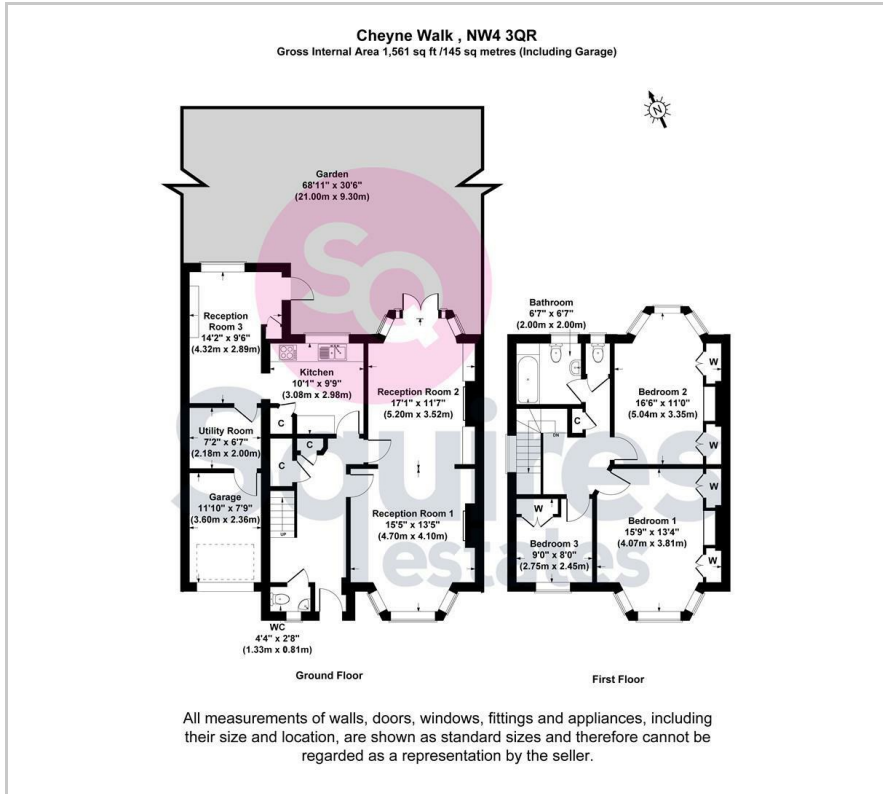 Cheyne Walk , NW4 3QR
Gross Internal Area 1,561 sq ft /145 sq metres (Including Garage)
N
Garden
68'11" x 30'6"
(21.00m x 9.30m)
SQ
Squires
estates
Reception
Room 3
14'2" x 9'6"
(4.32m x 2.89m)
Kitchen
10'1" x 9'9"
(3.08m x 2.98m)
Reception Room 2
17'1" x 11'7"
(5.20m x 3.52m)
Utility Room
7'2" x 6'7"
(2.18m x 2.00m)
C
C
C
Garage
11'10" x 7'9"
(3.60m x 2.36m)
UP
Reception Room 1
15'5" x 13'5"
(4.70m x 4.10m)
WC
4'4" x 2'8"
(1.33m x 0.81m)
Ground Floor
Bathroom
6'7" x 6'7"
(2.00m x 2.00m)
W
Bedroom 2
16'6" x 11'0"
(5.04m x 3.35m)
C
DN
W
W
W
Bedroom 1
15'9" x 13'4"
(4.07m x 3.81m)
Bedroom 3
9'0" x 8'0"
(2.75m x 2.45m)
W
First Floor
All measurements of walls, doors, windows, fittings and appliances, including
their size and location, are shown as standard sizes and therefore cannot be
regarded as a representation by the seller.